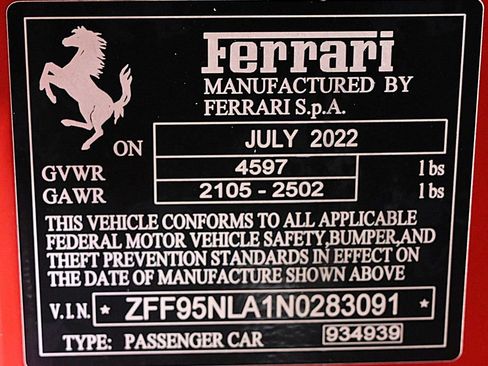 Ferrari
MANUFACTURED BY
FERRARI S.p.A.
ON JULY 2022
GVWR 4597 lbs
GAWR 2105 - 2502 lbs
THIS VEHICLE CONFORMS TO ALL APPLICABLE
FEDERAL MOTOR VEHICLE SAFETY,BUMPER,AND
THEFT PREVENTION STANDARDS IN EFFECT ON
THE DATE OF MANUFACTURE SHOWN ABOVE
V.I.N. * ZFF95NLA1N0283091 *
TYPE: PASSENGER CAR 934939